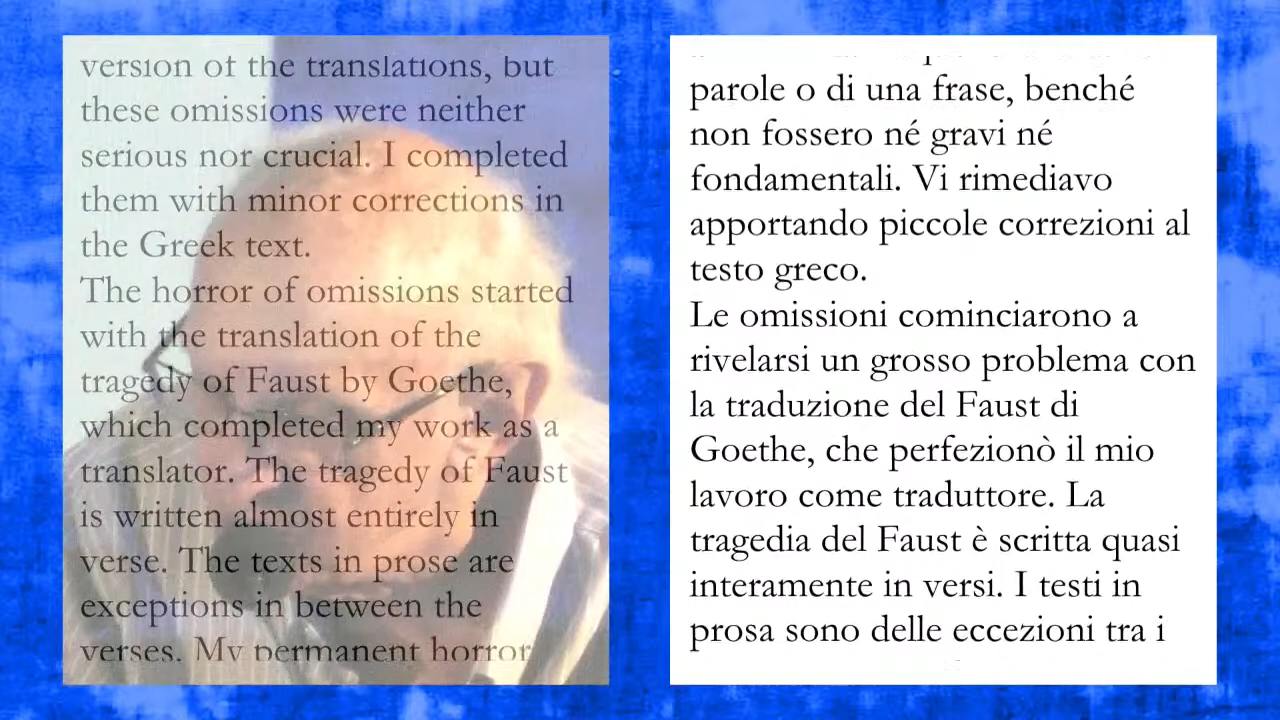 version of the translations, but
these omissions were neither
serious nor crucial. I completed
them with minor corrections in
the Greek text.
The horror of omissions started
with the translation of the
tragedy of Faust by Goethe,
which completed my work as a
translator. The tragedy of Faust
is written almost entirely in
verse. The texts in prose are
exceptions in between the
verses. My permanent horror
parole o di una frase, benché
non fossero né gravi né
fondamentali. Vi rimediavo
apportando piccole correzioni al
testo greco.
Le omissioni cominciarono a
rivelarsi un grosso problema con
la traduzione del Faust di
Goethe, che perfezionò il mio
lavoro come traduttore. La
tragedia del Faust è scritta quasi
interamente in versi. I testi in
prosa sono delle eccezioni tra i